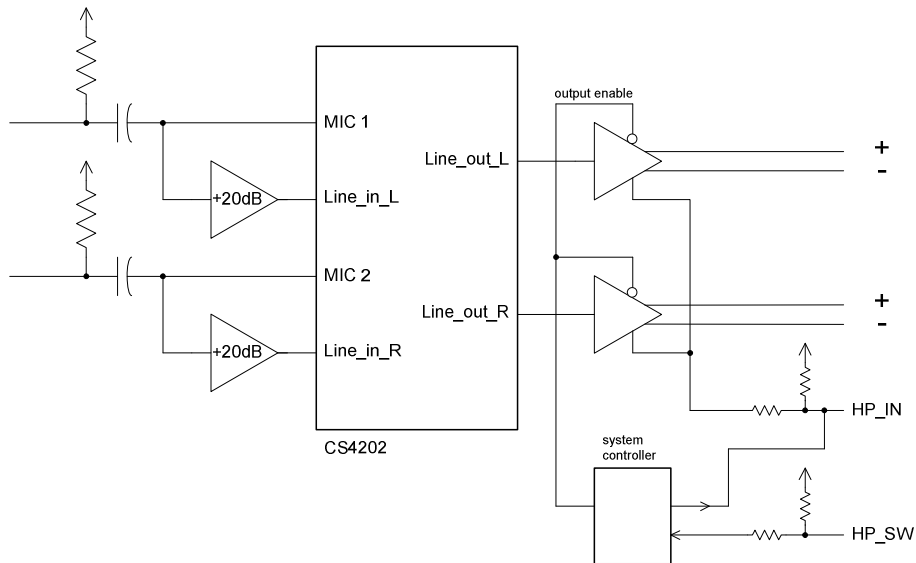 output enable
MIC 1
Line_out_L
+
-
+20dB
Line_in_L
MIC 2
Line_out_R
+
-
+20dB
Line_in_R
HP_IN
CS4202
system
controller
HP_SW